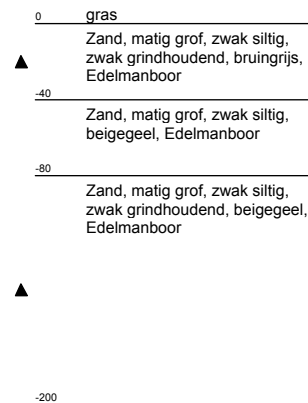 0 gras
Zand, matig grof, zwak siltig,
zwak grindhoudend, bruingrijs,
Edelmanboor
-40
Zand, matig grof, zwak siltig,
beigegeel, Edelmanboor
-80
Zand, matig grof, zwak siltig,
zwak grindhoudend, beigegeel,
Edelmanboor
-200